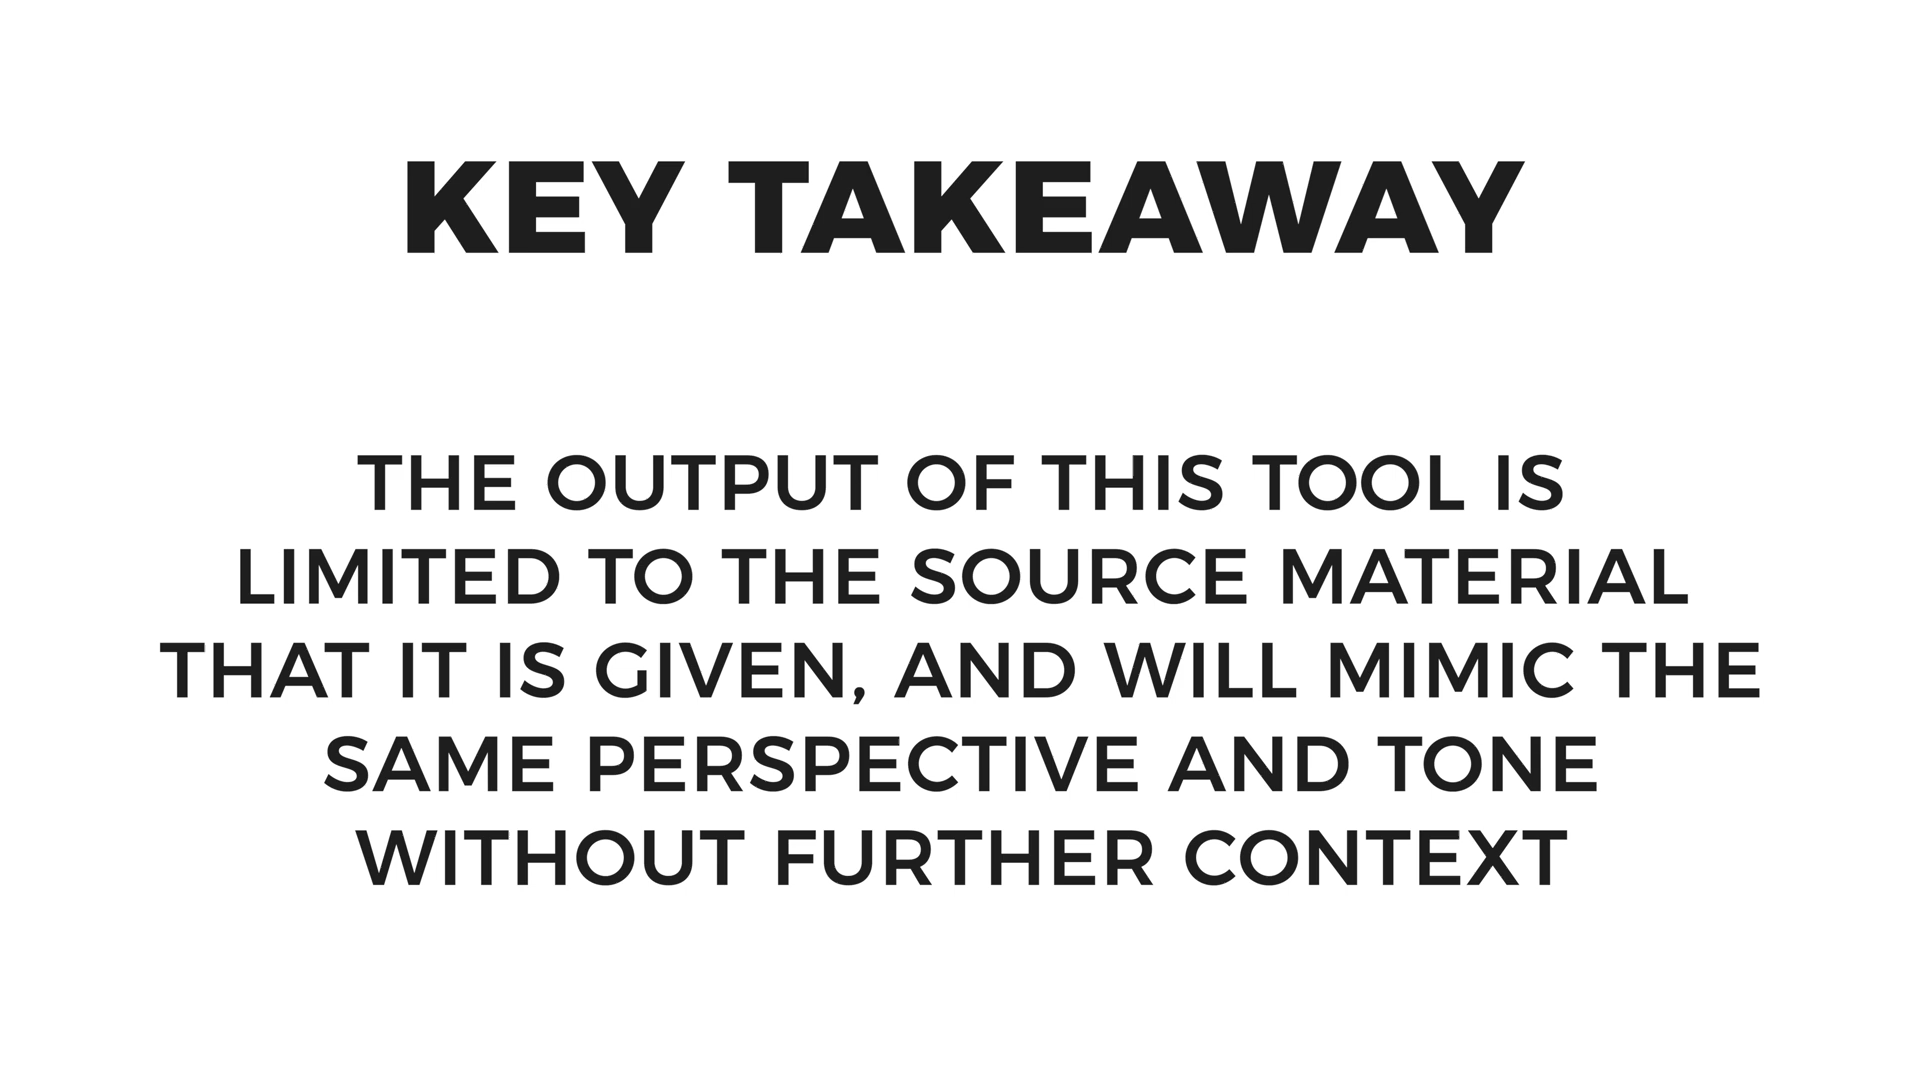 KEY TAKEAWAY
THE OUTPUT OF THIS TOOL IS
LIMITED TO THE SOURCE MATERIAL
THAT IT IS GIVEN, AND WILL MIMIC THE
SAME PERSPECTIVE AND TONE
WITHOUT FURTHER CONTEXT